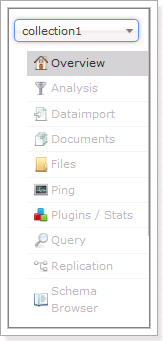 collection1
Overview
Analysis
Dataimport
Documents
Files
Ping
Plugins / Stats
Query
Replication
Schema
Browser